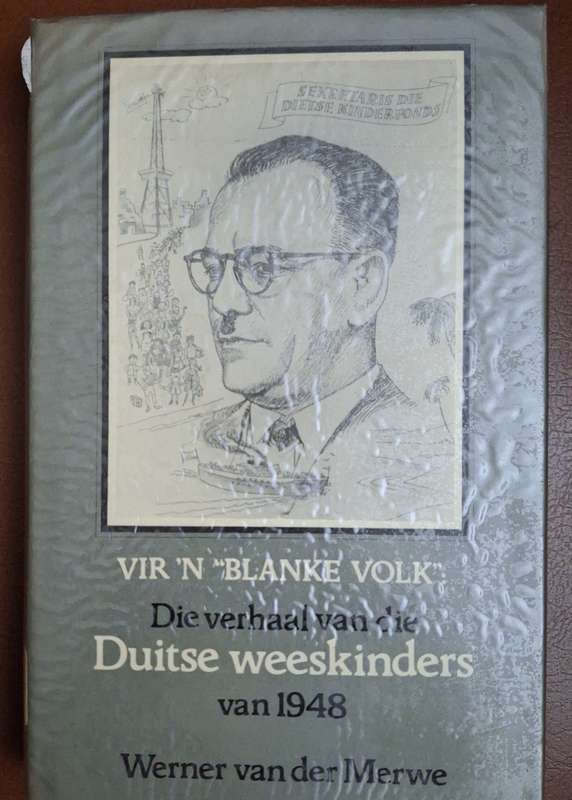 SEKRETARIS DIE
DIETSE KINDERFONDS
VIR 'N "BLANKE VOLK":
Die verhaal van die
Duitse weeskinders
van 1948
Werner van der Merwe